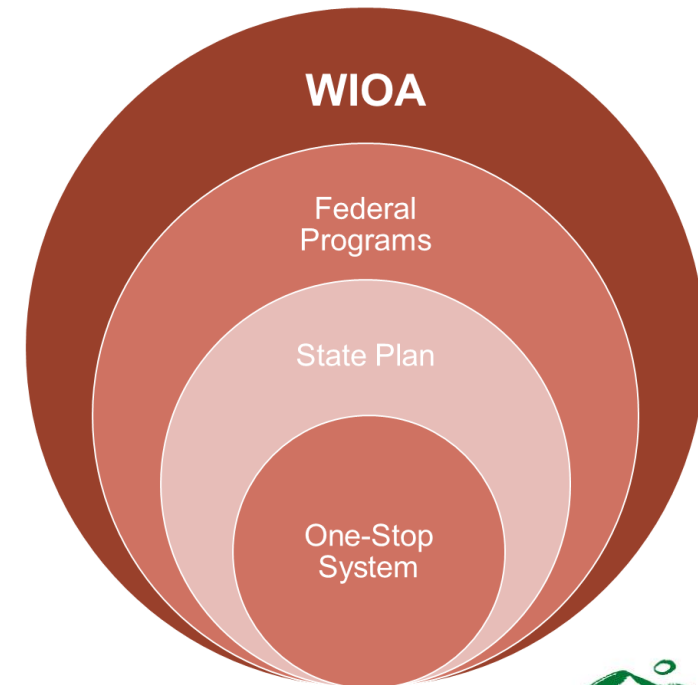 WIOA
Federal
Programs
State Plan
One-Stop
System